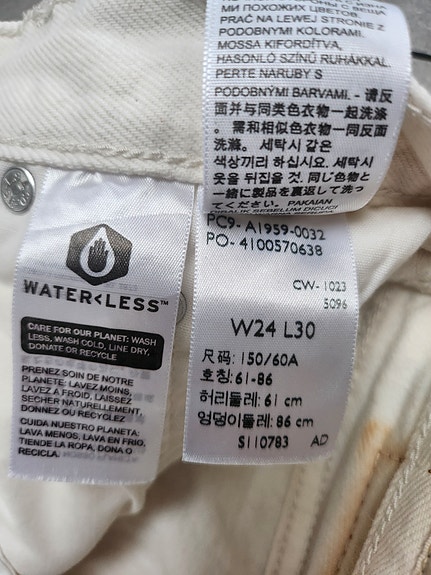 МИ ПОХОЖИХ ЦВЕТОВ.
PRAĆ NA LEWEJ STRONIE Z
PODOBNYMI KOLORAMI.
MOSSA KIFORDÍTVA,
HASONLÓ SZÍNŰ RUHÁKKAL.
PERTE NARUBY S
PODOBNÝMI BARVAMI. - 请反
面并与同类色衣物一起洗涤
。需和相似色衣物一同反面
洗滌。 세탁시 같은
색상끼리 하십시요. 세탁시
옷을 뒤집을 것. 同じ色物と
一緒に製品を裏返して洗っ
てください。PAKAIAN
PC9- A1959-0032
PO- 4100570638
CW- 1023
5096
W24 L30
尺码: 150/60A
호칭: 61-86
허리둘레: 61 cm
엉덩이둘레: 86 cm
S110783 AD
WATER<LESS™
CARE FOR OUR PLANET: WASH
LESS, WASH COLD, LINE DRY,
DONATE OR RECYCLE
PRENEZ SOIN DE NOTRE
PLANÈTE: LAVEZ MOINS,
LAVEZ À FROID, LAISSEZ
SECHER NATURELLEMENT,
DONNEZ OU RECYCLEZ
CUIDA NUESTRO PLANETA:
LAVA MENOS, LAVA EN FRIO,
TIENDE LA ROPA, DONA O
RECICLA.